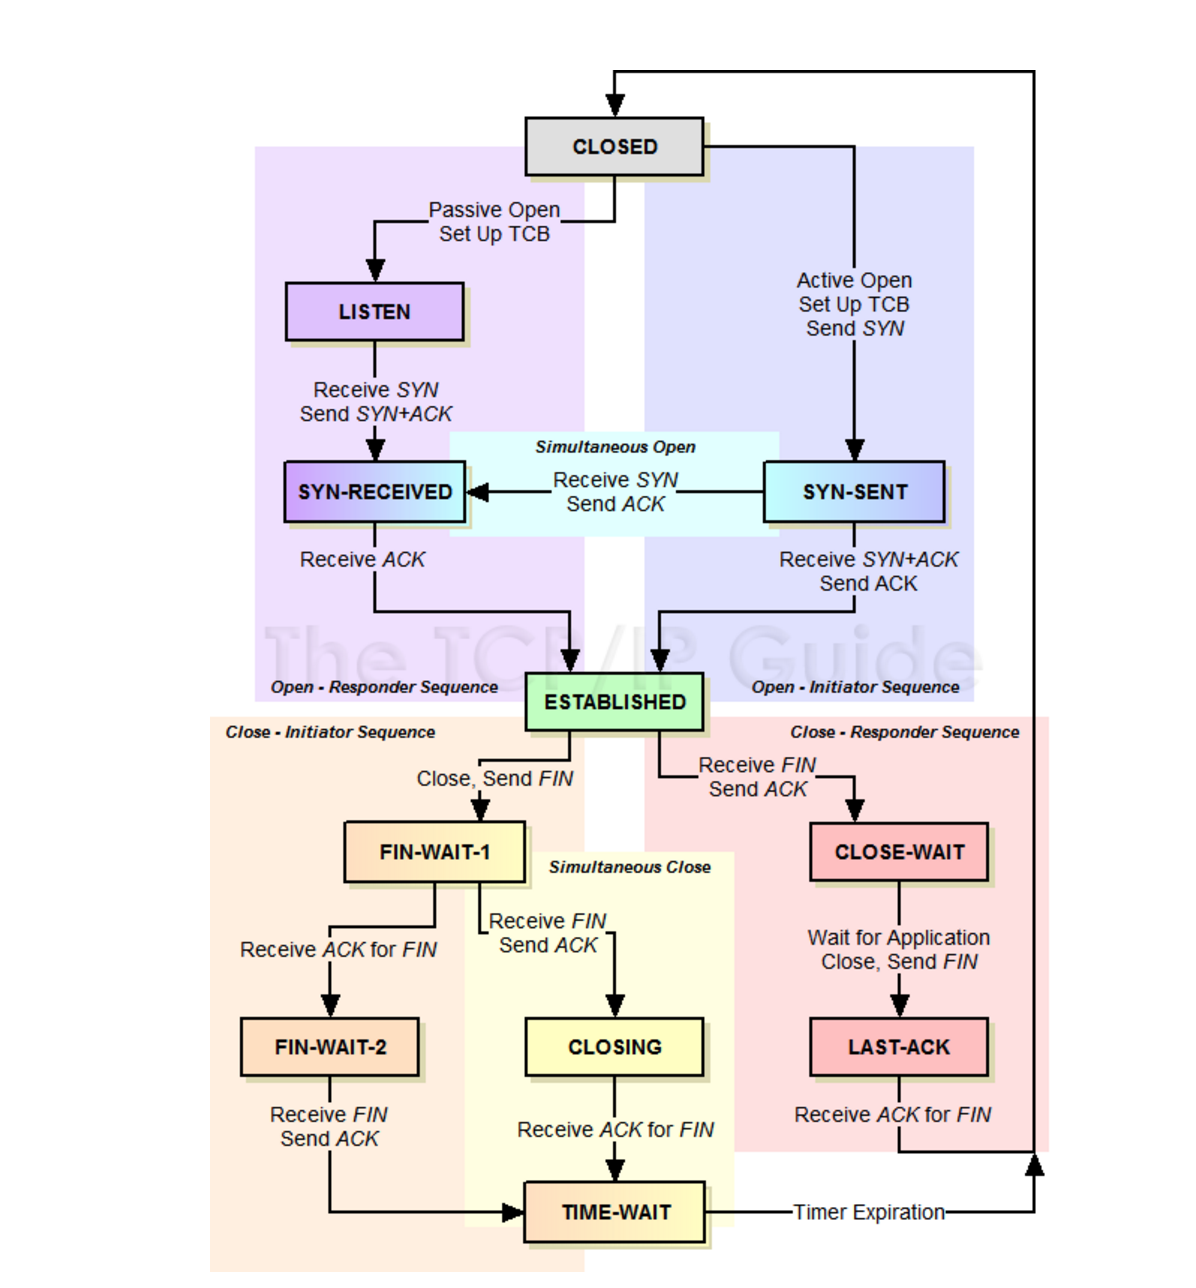 CLOSED
Passive Open
Set Up TCB
Active Open
Set Up TCB
Send SYN
LISTEN
Receive SYN
Send SYN+ACK
Simultaneous Open
SYN-RECEIVED
Receive SYN
Send ACK
SYN-SENT
Receive ACK
Receive SYN+ACK
Send ACK
The TCP/IP Guide
Open - Responder Sequence
ESTABLISHED
Open - Initiator Sequence
Close - Initiator Sequence
Close - Responder Sequence
Close, Send FIN
Receive FIN
Send ACK
FIN-WAIT-1
CLOSE-WAIT
Simultaneous Close
Receive ACK for FIN
Receive FIN
Send ACK
Wait for Application
Close, Send FIN
FIN-WAIT-2
CLOSING
LAST-ACK
Receive FIN
Send ACK
Receive ACK for FIN
Receive ACK for FIN
TIME-WAIT
Timer Expiration